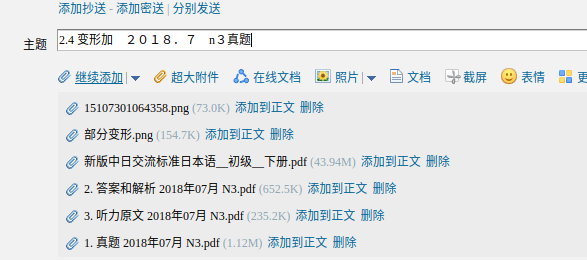 添加抄送 - 添加密送 | 分别发送
主题 2.4 变形加　２０１８．７　n３真题
继续添加 | 超大附件 在线文档 照片 | 文档 截屏 表情 更
15107301064358.png (73.0K) 添加到正文 删除
部分变形.png (154.7K) 添加到正文 删除
新版中日交流标准日本语__初级__下册.pdf (43.94M) 添加到正文 删除
2. 答案和解析 2018年07月 N3.pdf (652.5K) 添加到正文 删除
3. 听力原文 2018年07月 N3.pdf (235.2K) 添加到正文 删除
1. 真题 2018年07月 N3.pdf (1.12M) 添加到正文 删除